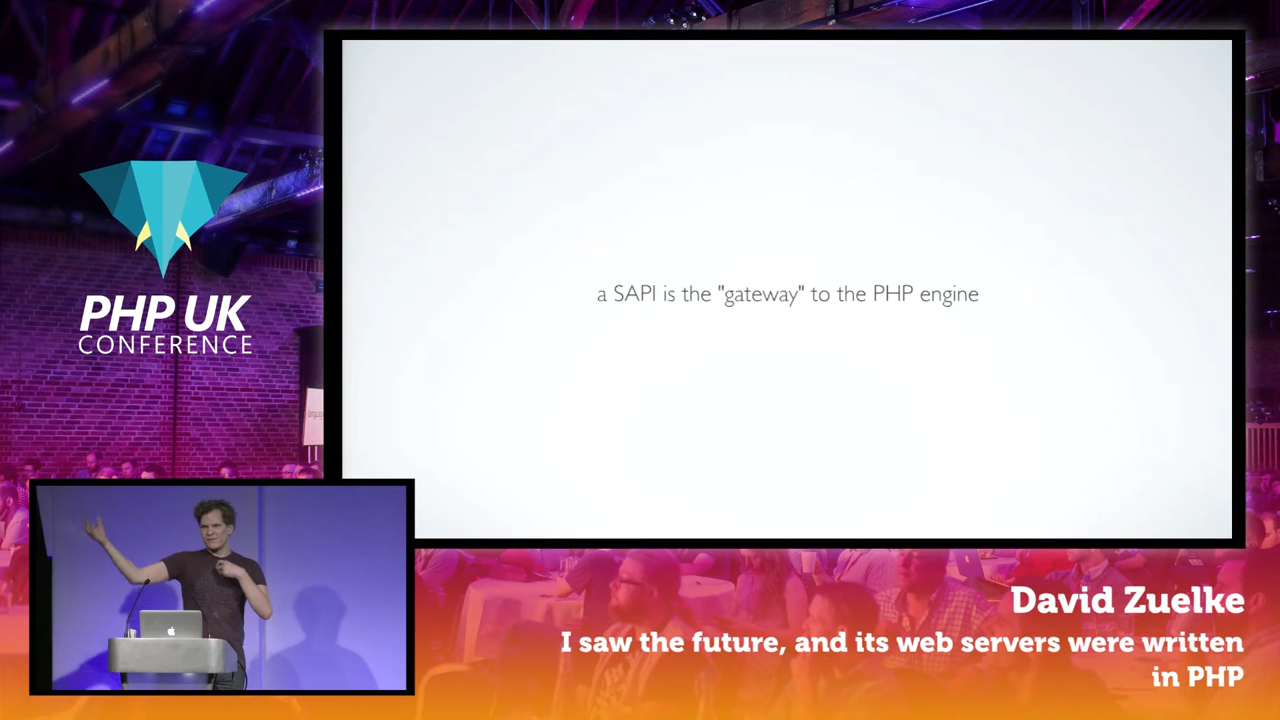 a SAPI is the "gateway" to the PHP engine
PHP UK
CONFERENCE
David Zuelke
I saw the future, and its web servers were written
in PHP